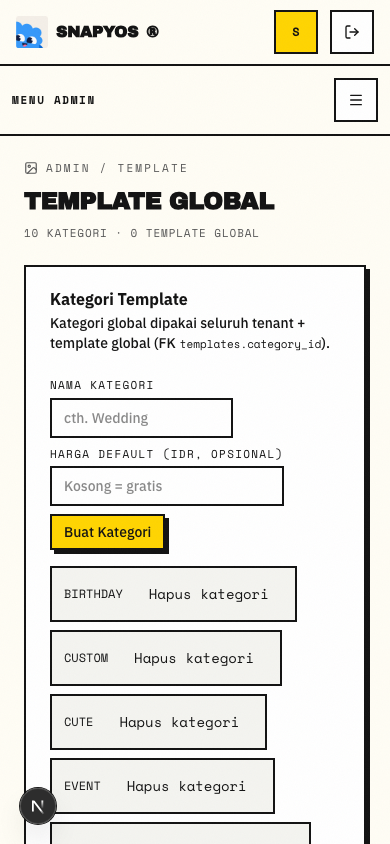 SNAPYOS ®
S
MENU ADMIN
ADMIN / TEMPLATE
TEMPLATE GLOBAL
10 KATEGORI · 0 TEMPLATE GLOBAL
Kategori Template
Kategori global dipakai seluruh tenant +
template global (FK templates.category_id).
NAMA KATEGORI
cth. Wedding
HARGA DEFAULT (IDR, OPSIONAL)
Kosong = gratis
Buat Kategori
BIRTHDAY Hapus kategori
CUSTOM Hapus kategori
CUTE Hapus kategori
EVENT Hapus kategori
N